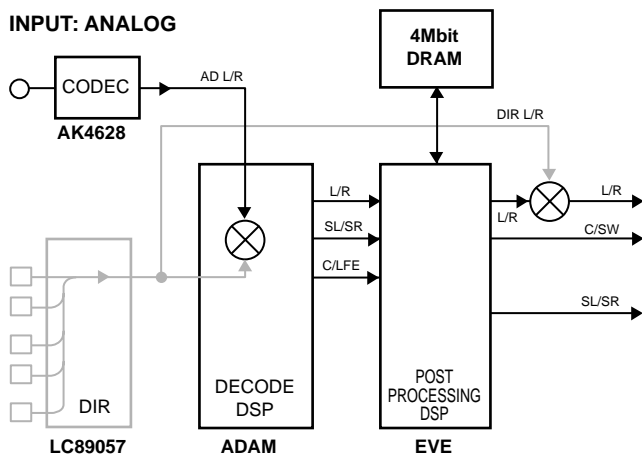 INPUT: ANALOG
4Mbit
DRAM
CODEC
AD L/R
AK4628
DIR L/R
L/R
L/R
L/R
SL/SR
C/SW
C/LFE
SL/SR
DECODE
DSP
POST
PROCESSING
DSP
DIR
LC89057
ADAM
EVE